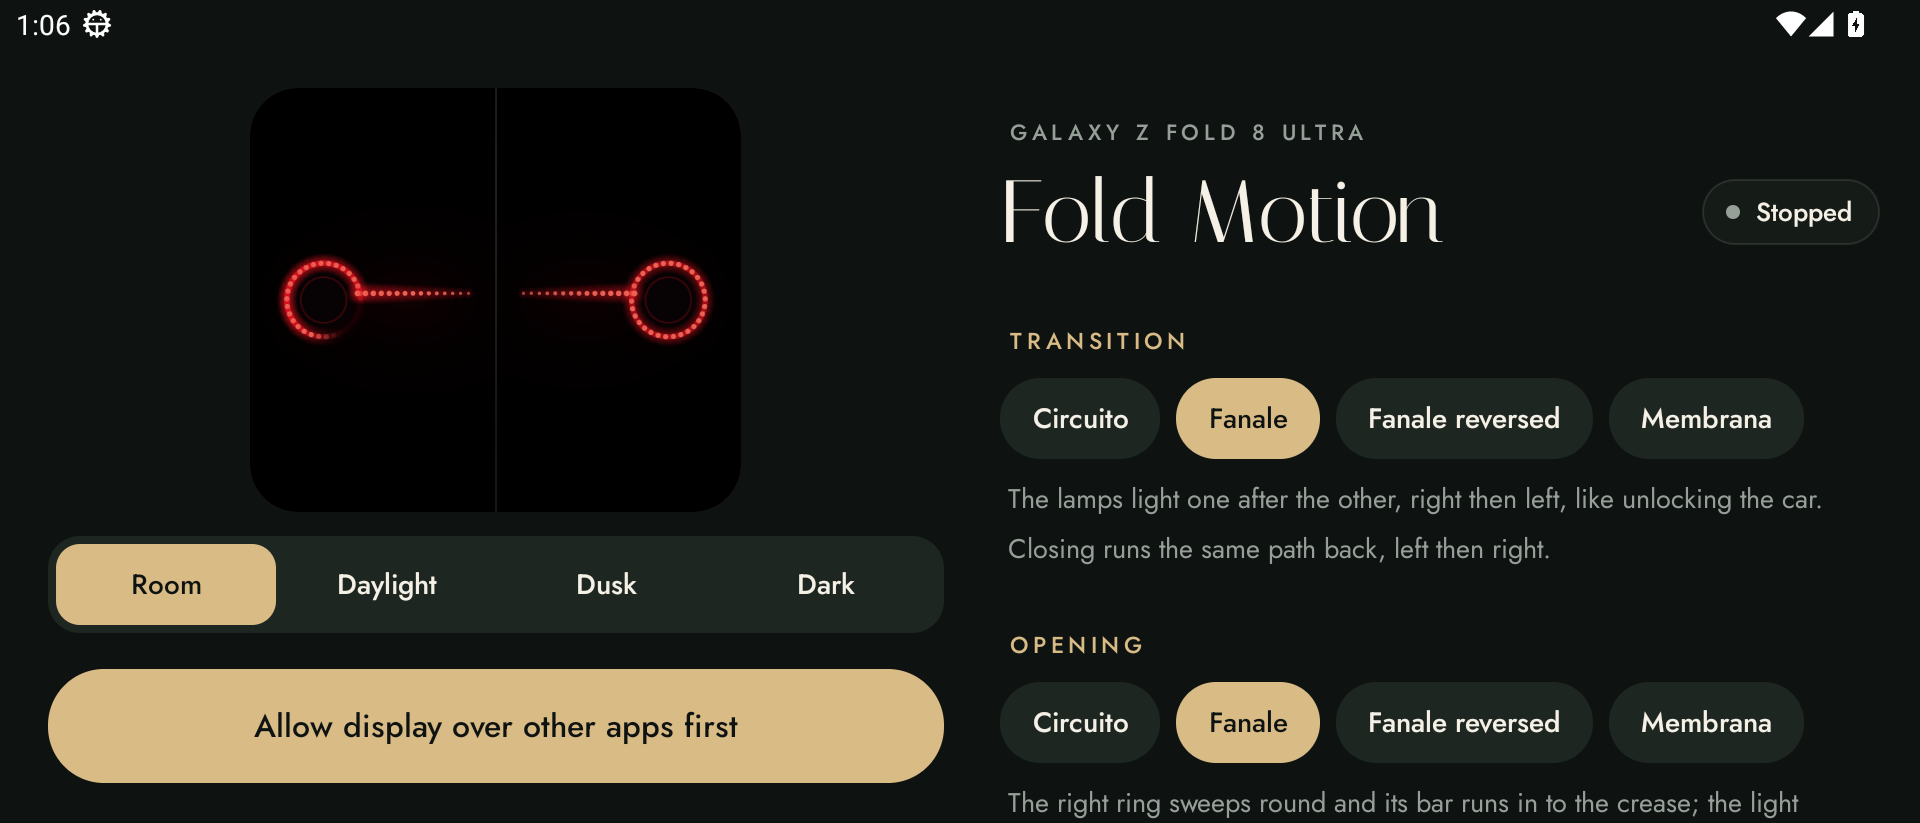 1:06
GALAXY Z FOLD 8 ULTRA
Fold Motion
Stopped
TRANSITION
Circuito
Fanale
Fanale reversed
Membrana
The lamps light one after the other, right then left, like unlocking the car.
Closing runs the same path back, left then right.
Room
Daylight
Dusk
Dark
Allow display over other apps first
OPENING
Circuito
Fanale
Fanale reversed
Membrana
The right ring sweeps round and its bar runs in to the crease; the light